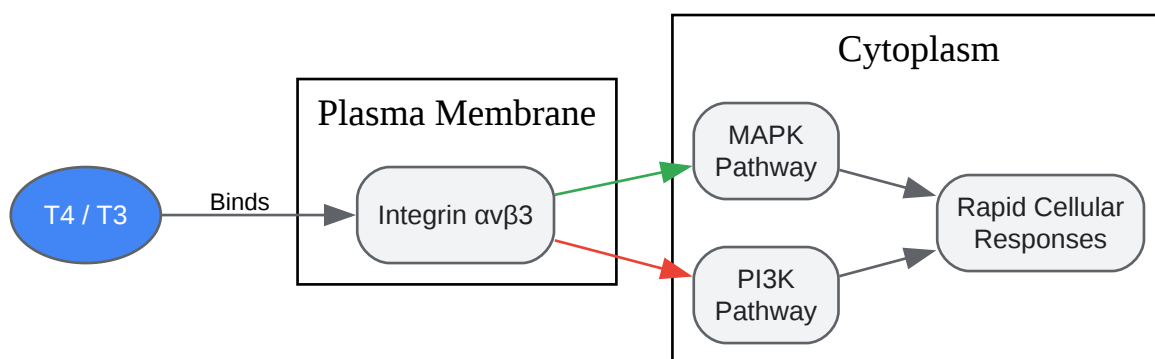 T4 / T3
Binds
Plasma Membrane
Integrin αvβ3
Cytoplasm
MAPK
Pathway
PI3K
Pathway
Rapid Cellular
Responses